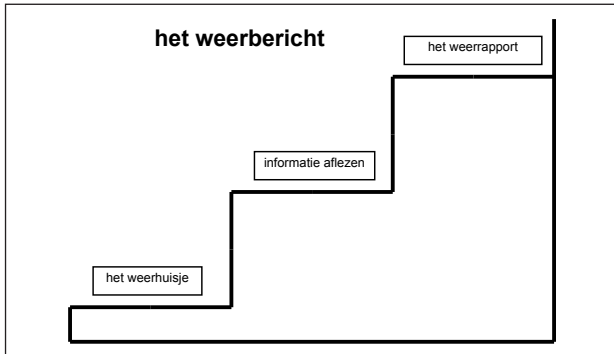 het weerbericht
het weerrapport
informatie aflezen
het weerhuisje